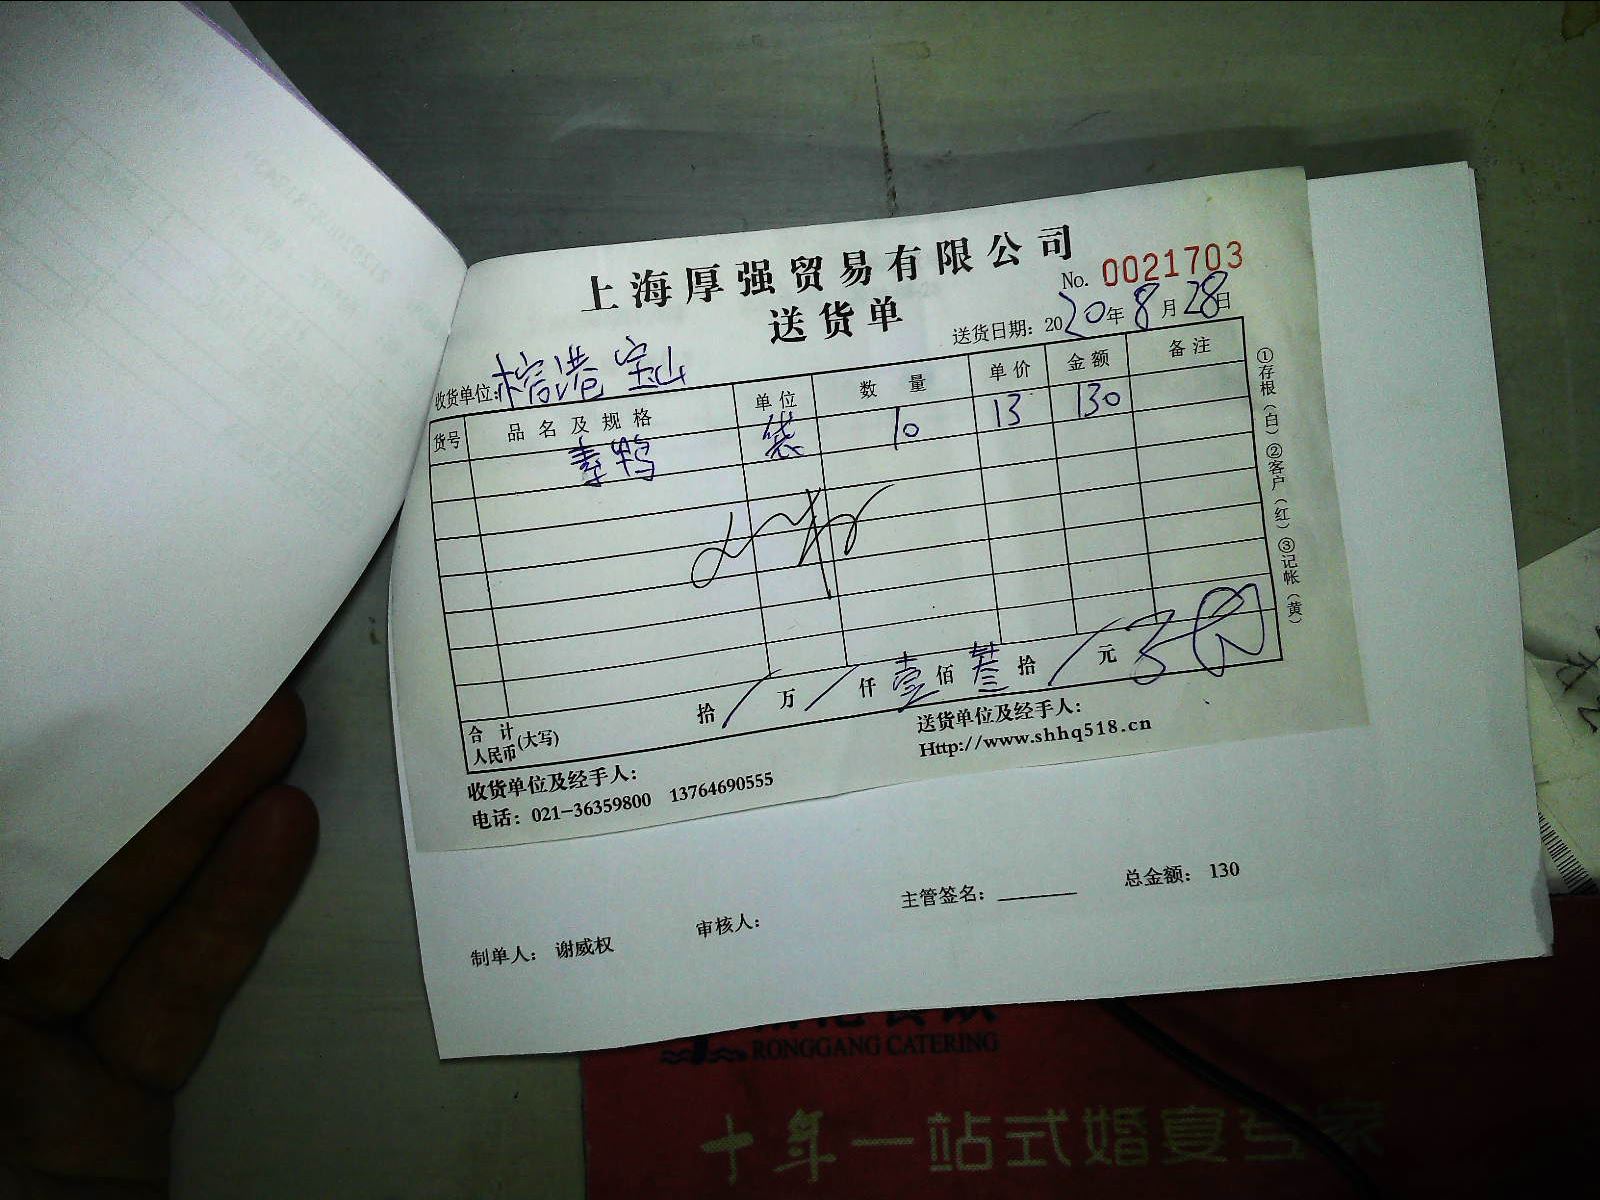 上海厚强贸易有限公司
送货单
No. 0021703
送货日期: 2020年8月28日
收货单位: 榕港 宝山
货号 品名及规格 单位 数量 单价 金额 备注
素鸭 袋 10 13 130
合计人民币(大写) 拾 / 万 / 仟 壹 佰 叁 拾 / 元
①存根(白)②客户(红)③记帐(黄)
收货单位及经手人:
送货单位及经手人:
电话: 021-36359800 13764690555
Http://www.shhq518.cn
制单人: 谢威权 审核人: 主管签名: 总金额: 130
RONGGANG CATERING
十年一站式婚宴专家